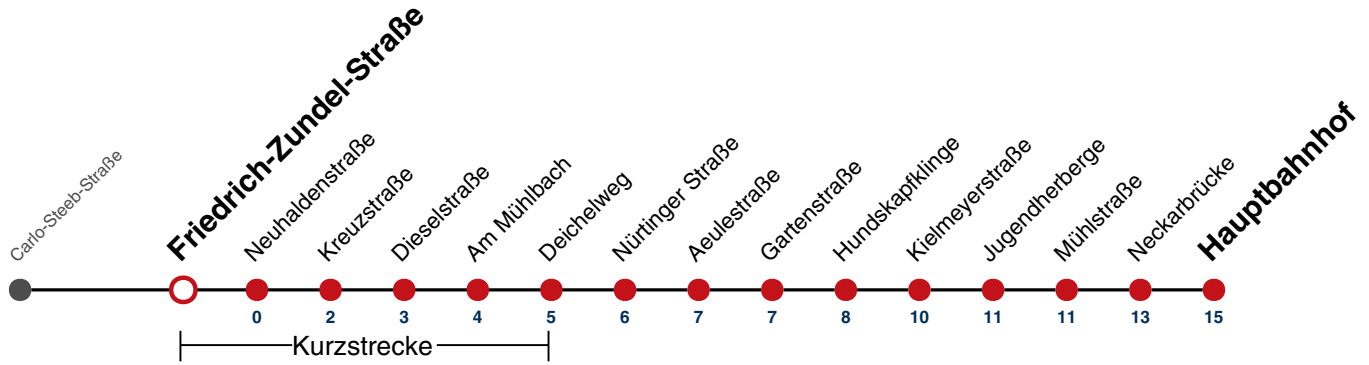 Carlo-Steeb-Straße
Friedrich-Zundel-Straße
Neuhaldenstraße
Kreuzstraße
Dieselstraße
Am Mühlbach
Deichelweg
Nürtinger Straße
Aeulestraße
Gartenstraße
Hundskapfklinge
Kielmeyerstraße
Jugendherberge
Mühlstraße
Neckarbrücke
Hauptbahnhof
0 2 3 4 5 6 7 7 8 10 11 11 13 15
Kurzstrecke